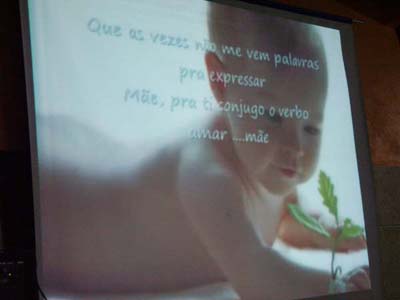 Que as vezes não me vem palavras
pra expressar
Mãe, pra ti conjugo o verbo
amar ....mãe